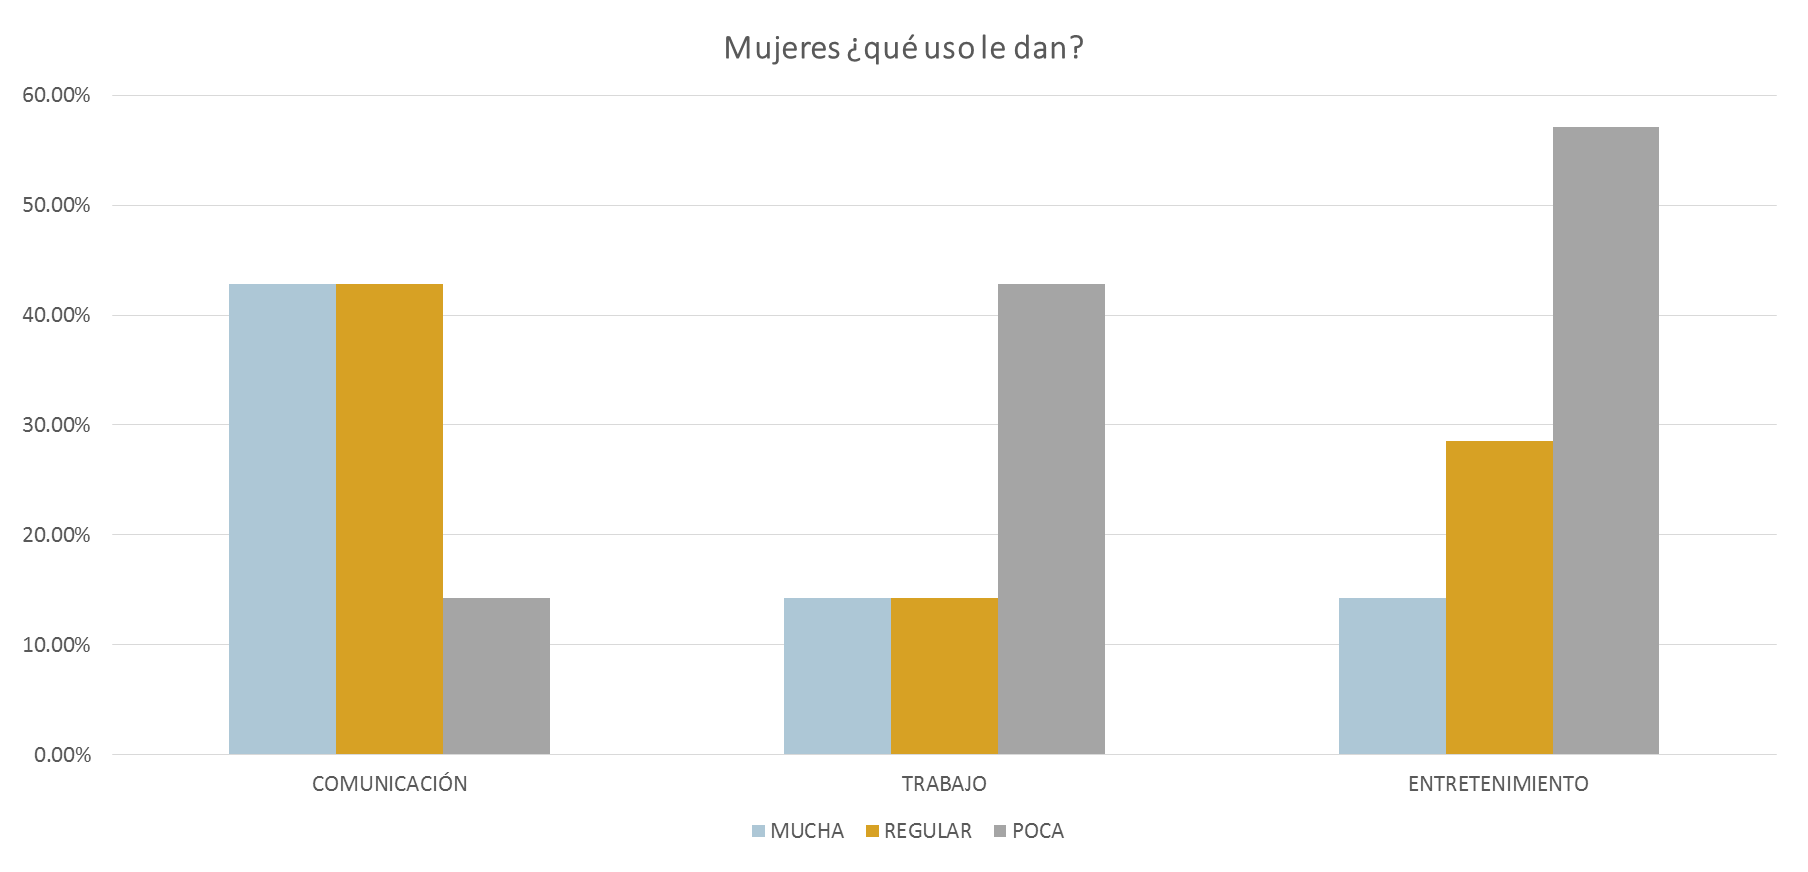 Mujeres ¿qué uso le dan?
60.00%
50.00%
40.00%
30.00%
20.00%
10.00%
0.00%
COMUNICACIÓN TRABAJO ENTRETENIMIENTO
MUCHA REGULAR POCA